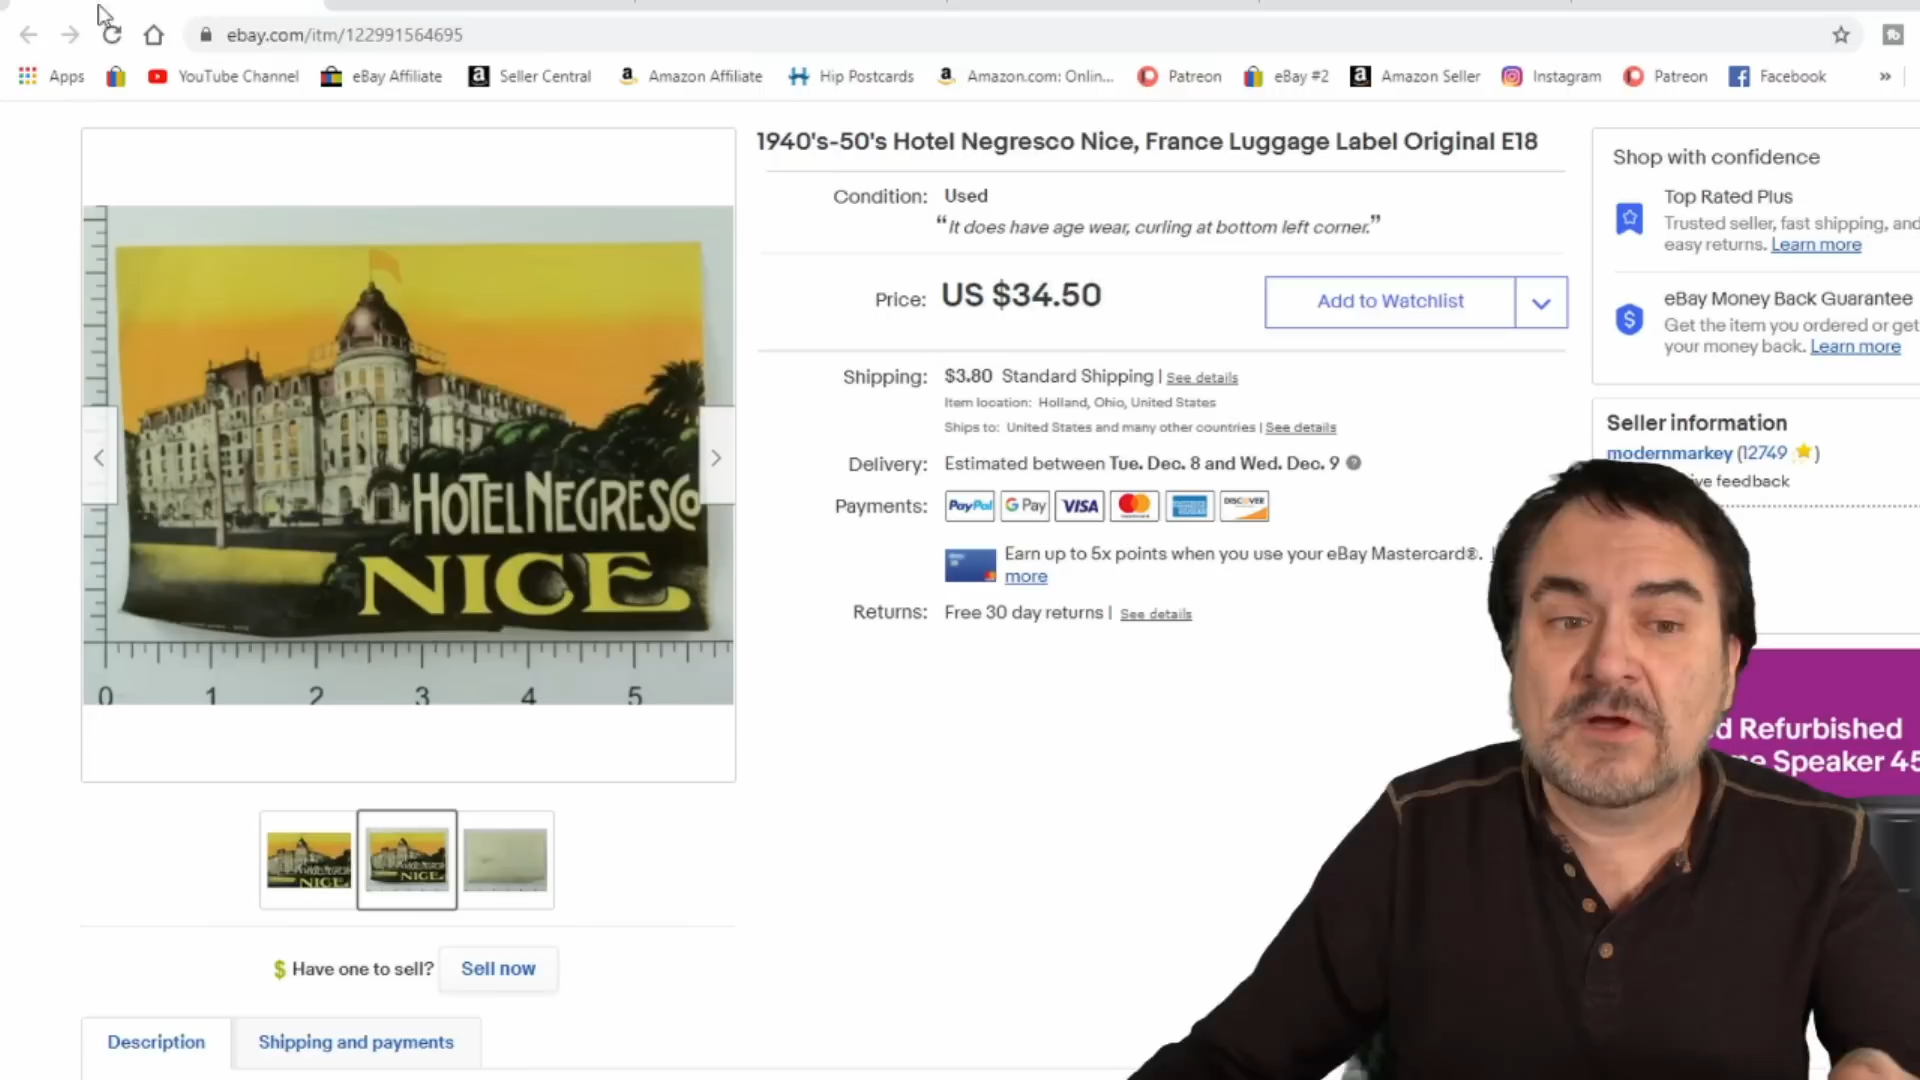 ebay.com/itm/122991564695
Apps
YouTube Channel
eBay Affiliate
Seller Central
Amazon Affiliate
Hip Postcards
Amazon.com: Onlin...
Patreon
eBay #2
Amazon Seller
Instagram
Patreon
Facebook
»
HOTEL NEGRESCO
NICE
0 1 2 3 4 5
NICE
NICE
$ Have one to sell? Sell now
Description
Shipping and payments
1940's-50's Hotel Negresco Nice, France Luggage Label Original E18
Condition: Used
“It does have age wear, curling at bottom left corner.”
Price: US $34.50
Add to Watchlist
Shipping: $3.80 Standard Shipping | See details
Item location: Holland, Ohio, United States
Ships to: United States and many other countries | See details
Delivery: Estimated between Tue. Dec. 8 and Wed. Dec. 9
Payments: PayPal G Pay VISA mastercard DISCOVER
Earn up to 5x points when you use your eBay Mastercard®.
more
Returns: Free 30 day returns | See details
Shop with confidence
Top Rated Plus
Trusted seller, fast shipping, and
easy returns. Learn more
eBay Money Back Guarantee
Get the item you ordered or get
your money back. Learn more
Seller information
modernmarkey (12749 )
ve feedback
d Refurbished
ne Speaker 45